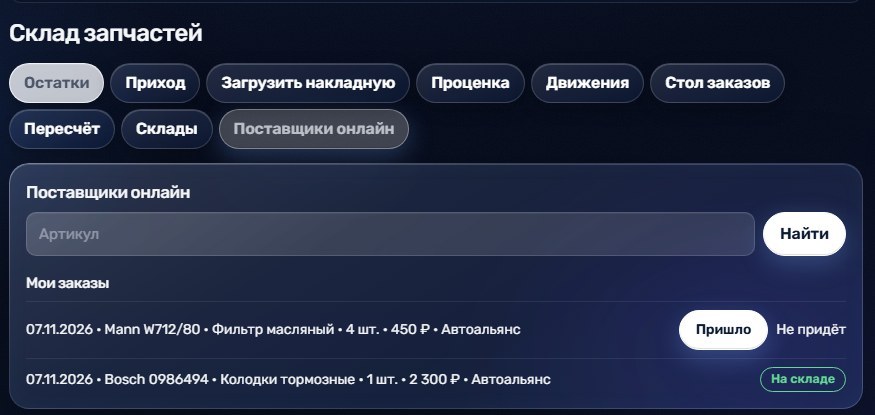 Склад запчастей
Остатки Приход Загрузить накладную Проценка Движения Стол заказов
Пересчёт Склады Поставщики онлайн
Поставщики онлайн
Артикул Найти
Мои заказы
07.11.2026 • Mann W712/80 • Фильтр масляный • 4 шт. • 450 ₽ • Автоальянс Пришло Не придёт
07.11.2026 • Bosch 0986494 • Колодки тормозные • 1 шт. • 2 300 ₽ • Автоальянс На складе